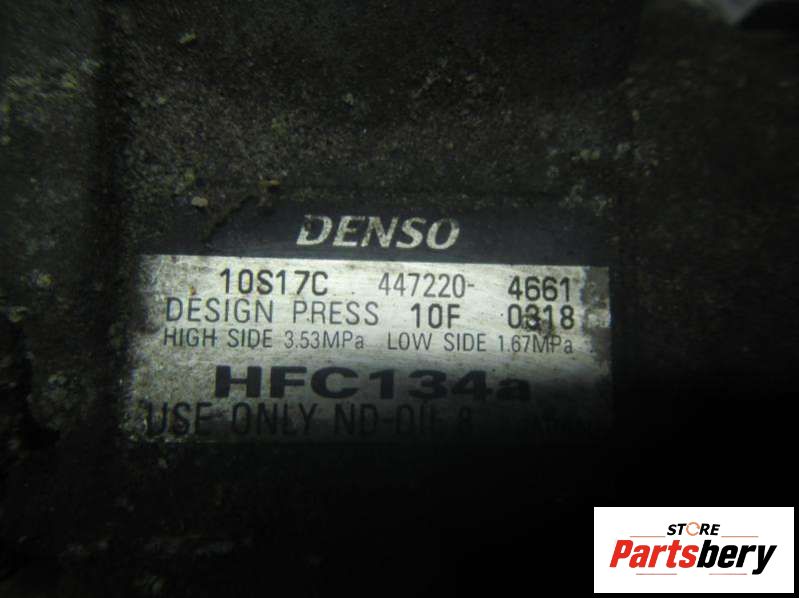 DENSO
10S17C 447220- 4661
DESIGN PRESS 10F 0318
HIGH SIDE 3.53MPa LOW SIDE 1.67MPa
HFC134a
USE ONLY ND-OIL 8
STORE
Partsbery